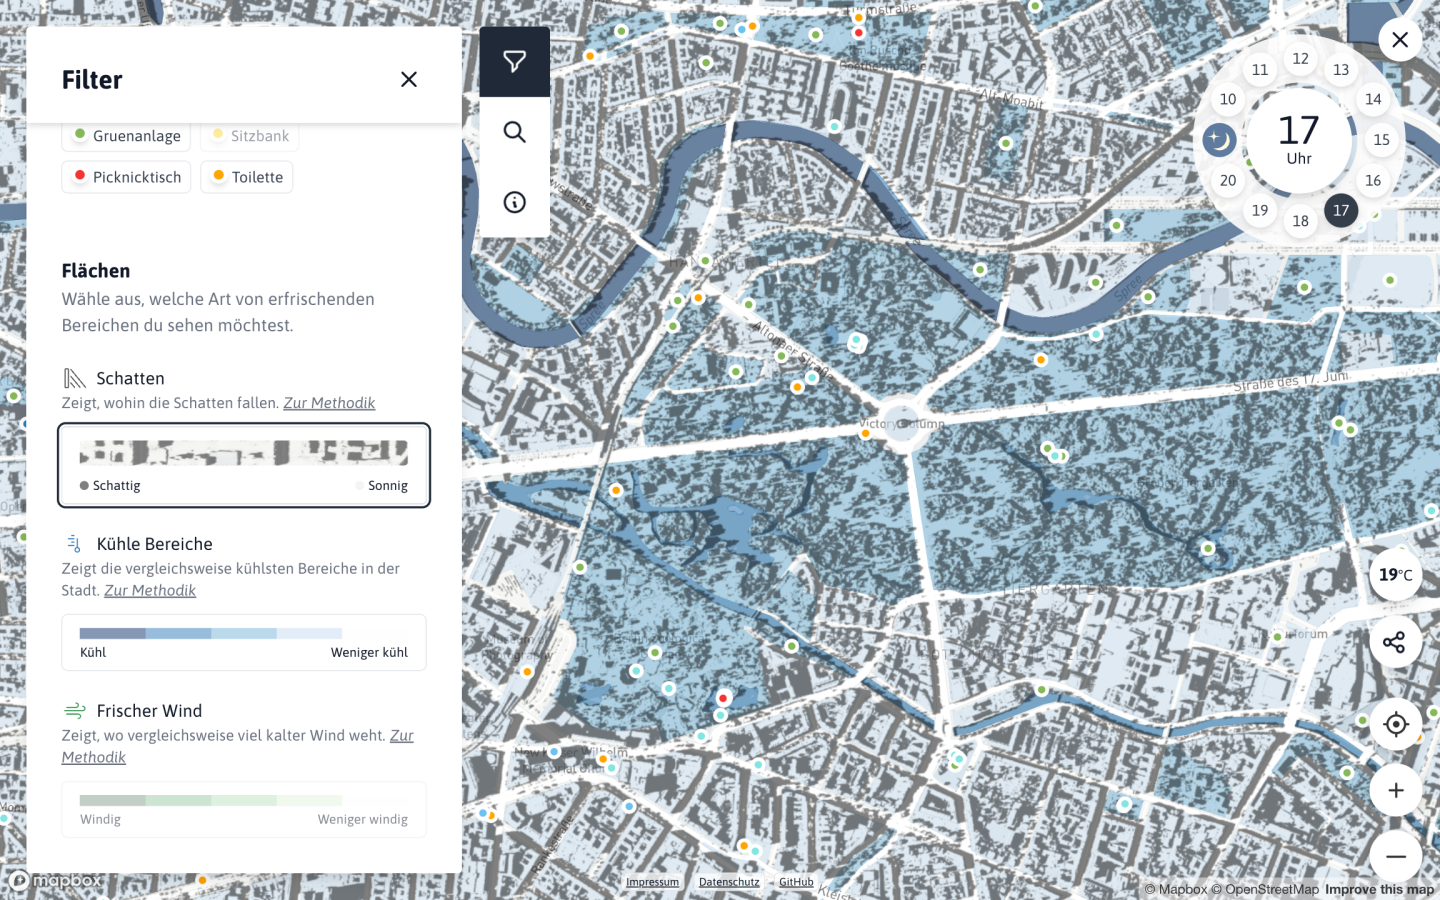 Filter
Gruenanlage
Sitzbank
Picknicktisch
Toilette
Flächen
Wähle aus, welche Art von erfrischenden
Bereichen du sehen möchtest.
Schatten
Zeigt, wohin die Schatten fallen. Zur Methodik
Schattig
Sonnig
Kühle Bereiche
Zeigt die vergleichsweise kühlsten Bereiche in der
Stadt. Zur Methodik
Kühl
Weniger kühl
Frischer Wind
Zeigt, wo vergleichsweise viel kalter Wind weht. Zur
Methodik
Windig
Weniger windig
mapbox
Alt-Moabit
Spree
Spree
Altonaer Straße
Victory Column
Straße des 17. Juni
TIERGARTEN
11
12
13
10
14
17
Uhr
15
20
16
19
18
17
19°C
Impressum
Datenschutz
GitHub
© Mapbox © OpenStreetMap Improve this map